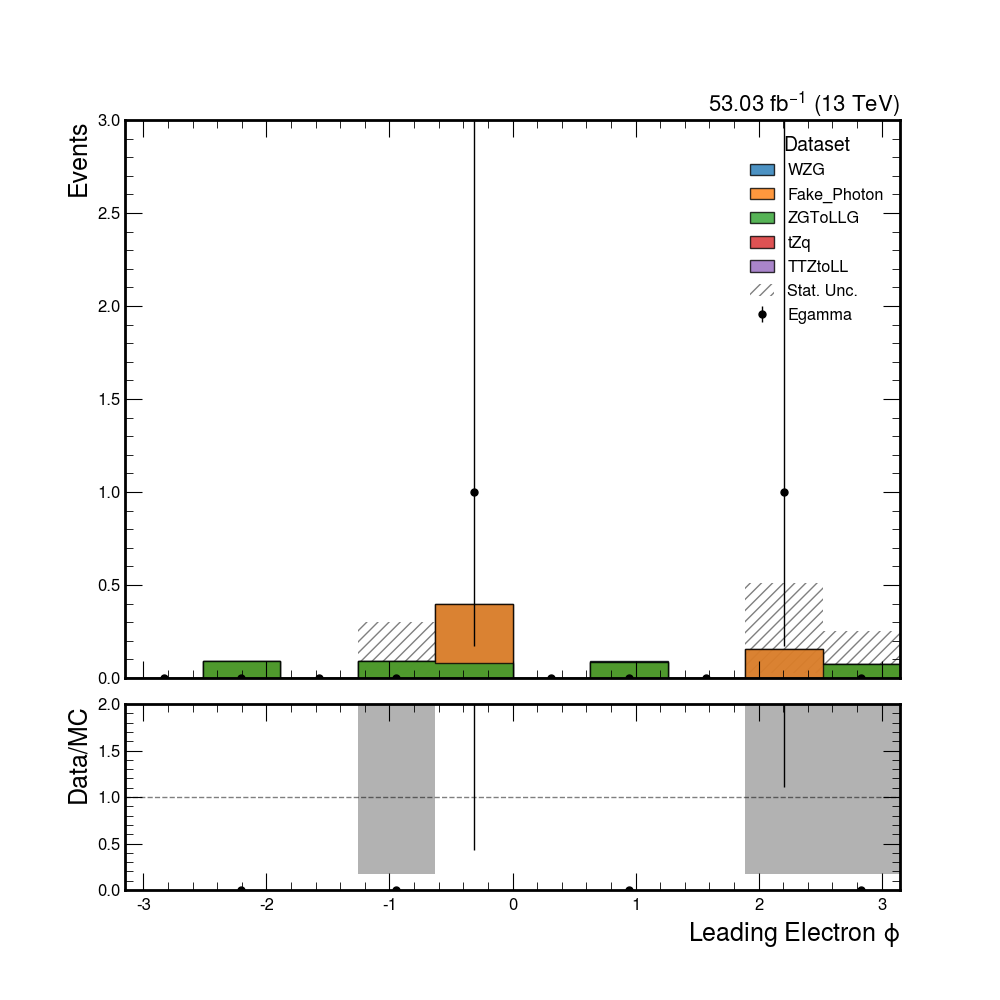 53.03 fb⁻¹ (13 TeV)
Events
3.0
2.5
2.0
1.5
1.0
0.5
0.0
Dataset
WZG
Fake_Photon
ZGToLLG
tZq
TTZtoLL
Stat. Unc.
Egamma
Data/MC
2.0
1.5
1.0
0.5
0.0
-3 -2 -1 0 1 2 3
Leading Electron ϕ